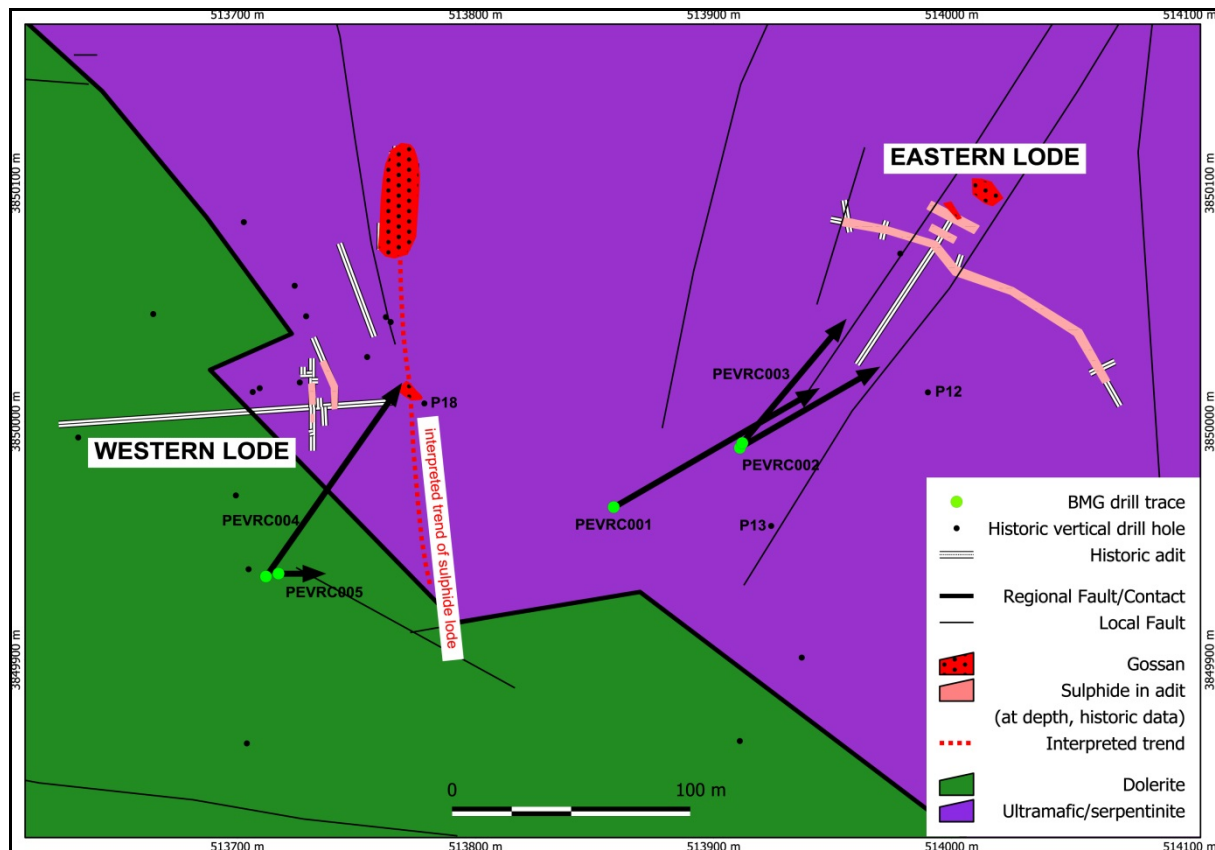 513700 m
513800 m
513900 m
514000 m
514100 m
3850100 m
3850100 m
EASTERN LODE
PEVRC003
P18
P12
3850000 m
3850000 m
WESTERN LODE
interpreted trend of sulphide lode
PEVRC002
PEVRC004
PEVRC001
P13
PEVRC005
3849900 m
3849900 m
BMG drill trace
Historic vertical drill hole
Historic adit
Regional Fault/Contact
Local Fault
Gossan
Sulphide in adit
(at depth, historic data)
Interpreted trend
Dolerite
Ultramafic/serpentinite
0
100 m
513700 m
513800 m
513900 m
514000 m
514100 m